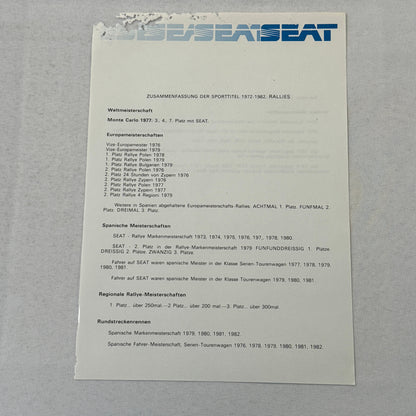 SEAT SEAT SEAT
ZUSAMMENFASSUNG DER SPORTTITEL 1972-1982, RALLIES
Weltmeisterschaft
Monte Carlo 1977: 3., 4., 7. Platz mit SEAT.
Europameisterschaften
Vize-Europameister 1976
Vize-Europameister 1979
1. Platz Rallye Polen 1978
1. Platz Rallye Polen 1979
1. Platz Rallye Bulgarien 1979
2. Platz Rallye Polen 1976
2. Platz 24 Stunden von Zypern 1976
2. Platz Rallye Zypern 1976
2. Platz Rallye Polen 1977
2. Platz Rallye Zypern 1977
2. Platz Rallye 4 Regioni 1979
Weitere in Spanien abgehaltene Europameisterschafts-Rallies: ACHTMAL 1. Platz. FÜNFMAL 2.
Platz. DREIMAL 3. Platz.
Spanische Meisterschaften
SEAT - Rallye Markenmeisterschaft 1973, 1974, 1975, 1976, 197, 1978, 1980.
SEAT - 2. Platz in der Rallye-Markenmeisterschaft 1979 FÜNFUNDDREISSIG 1. Plätze.
DREISSIG 2. Plätze. ZWANZIG 3. Plätze.
Fahrer auf SEAT waren spanische Meister in der Klasse Serien-Tourenwagen 1977, 1978, 1979,
1980, 1981.
Fahrer auf SEAT waren spanische Meister in der Klasse Tourenwagen 1979, 1980, 1981
Regionale Rallye-Meisterschaften
1. Platz... über 250mal.—2. Platz... über 200 mal.—3. Platz... über 300mal.
Rundstreckenrennen
Spanische Markenmeisterschaft 1979, 1980, 1981, 1982.
Spanische Fahrer-Meisterschaft, Serien-Tourenwagen 1976, 1978, 1979, 1980, 1981, 1982.